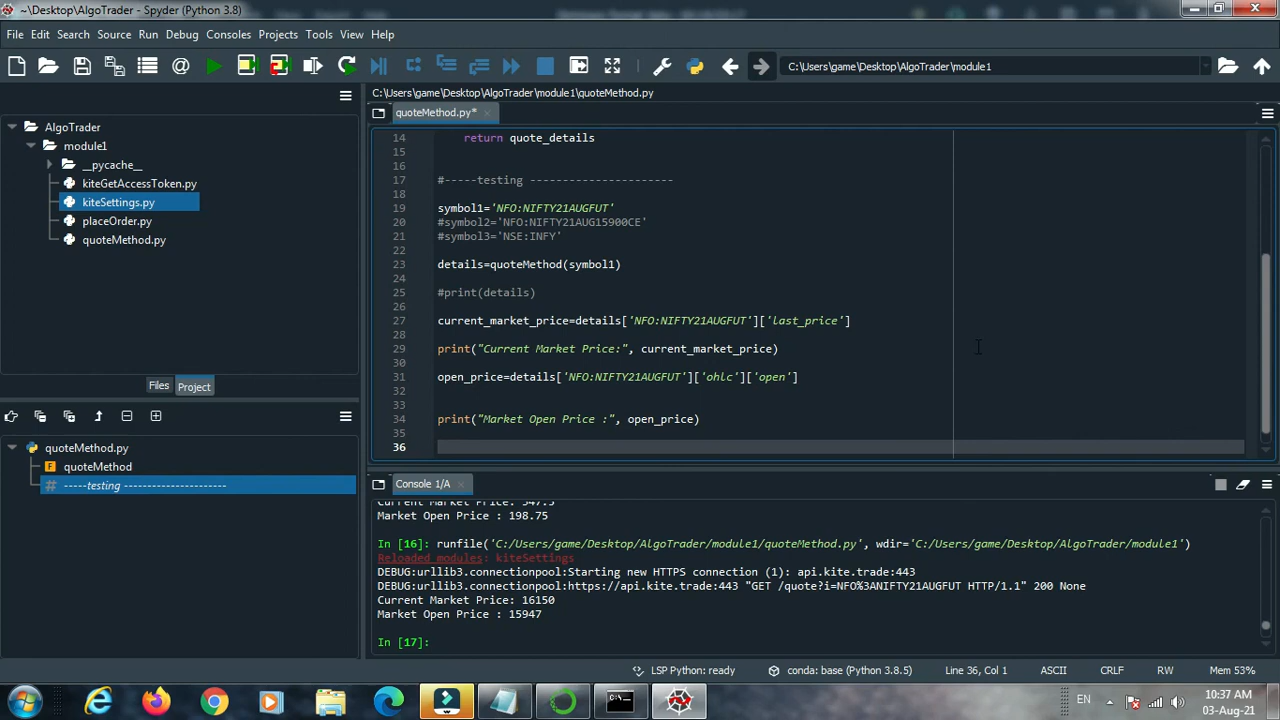 ~\Desktop\AlgoTrader - Spyder (Python 3.8)
File Edit Search Source Run Debug Consoles Projects Tools View Help
C:\Users\game\Desktop\AlgoTrader\module1
C:\Users\game\Desktop\AlgoTrader\module1\quoteMethod.py
quoteMethod.py*
AlgoTrader
module1
__pycache__
kiteGetAccessToken.py
kiteSettings.py
placeOrder.py
quoteMethod.py
Files Project
quoteMethod.py
quoteMethod
-----testing ----------------------
14 return quote_details
15
16
17 #-----testing ----------------------
18
19 symbol1='NFO:NIFTY21AUGFUT'
20 #symbol2='NFO:NIFTY21AUG15900CE'
21 #symbol3='NSE:INFY'
22
23 details=quoteMethod(symbol1)
24
25 #print(details)
26
27 current_market_price=details['NFO:NIFTY21AUGFUT']['last_price']
28
29 print("Current Market Price:", current_market_price)
30
31 open_price=details['NFO:NIFTY21AUGFUT']['ohlc']['open']
32
33
34 print("Market Open Price :", open_price)
35
36
Console 1/A
Current Market Price: 347.5
Market Open Price : 198.75
In [16]: runfile('C:/Users/game/Desktop/AlgoTrader/module1/quoteMethod.py', wdir='C:/Users/game/Desktop/AlgoTrader/module1')
Reloaded modules: kiteSettings
DEBUG:urllib3.connectionpool:Starting new HTTPS connection (1): api.kite.trade:443
DEBUG:urllib3.connectionpool:https://api.kite.trade:443 "GET /quote?i=NFO%3ANIFTY21AUGFUT HTTP/1.1" 200 None
Current Market Price: 16150
Market Open Price : 15947
In [17]:
LSP Python: ready conda: base (Python 3.8.5) Line 36, Col 1 ASCII CRLF RW Mem 53%
EN
10:37 AM
03-Aug-21